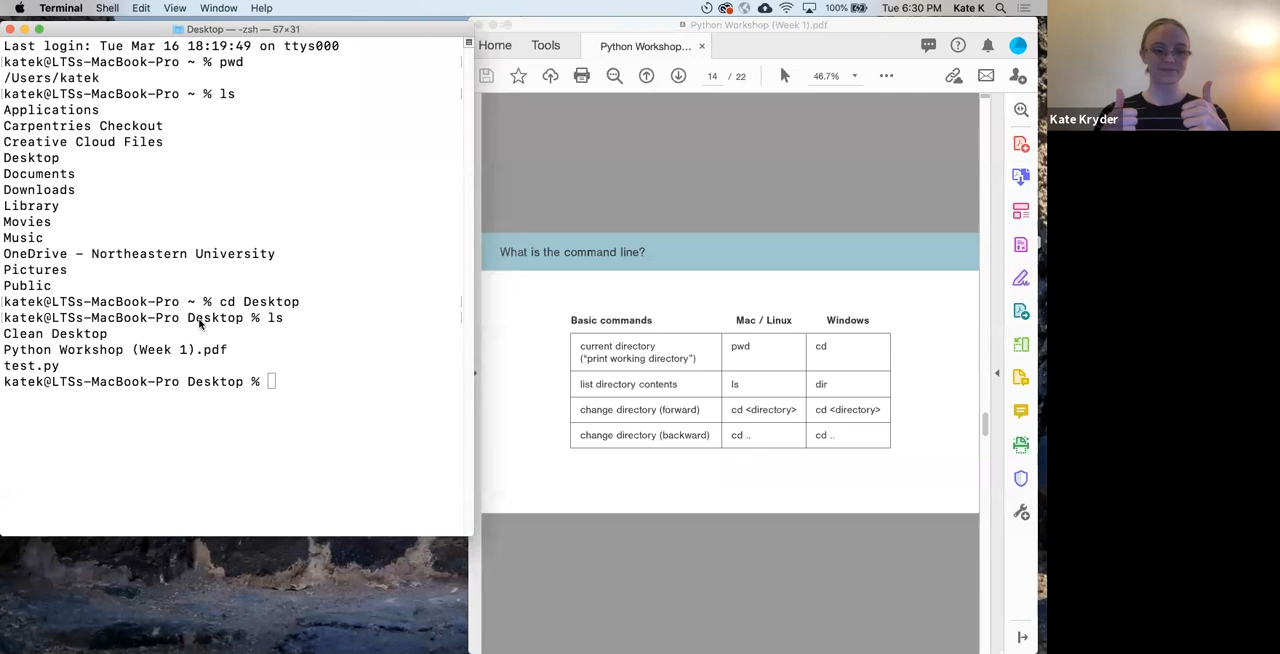 Terminal Shell Edit View Window Help
100% Tue 6:30 PM Kate K
Desktop — -zsh — 57×31
Last login: Tue Mar 16 18:19:49 on ttys000
katek@LTSs-MacBook-Pro ~ % pwd
/Users/katek
katek@LTSs-MacBook-Pro ~ % ls
Applications
Carpentries Checkout
Creative Cloud Files
Desktop
Documents
Downloads
Library
Movies
Music
OneDrive - Northeastern University
Pictures
Public
katek@LTSs-MacBook-Pro ~ % cd Desktop
katek@LTSs-MacBook-Pro Desktop % ls
Clean Desktop
Python Workshop (Week 1).pdf
test.py
katek@LTSs-MacBook-Pro Desktop %
Python Workshop (Week 1).pdf
Home Tools Python Workshop... ×
14 / 22 46.7%
What is the command line?
Basic commands Mac / Linux Windows
current directory pwd cd
("print working directory")
list directory contents ls dir
change directory (forward) cd <directory> cd <directory>
change directory (backward) cd .. cd ..
Kate Kryder